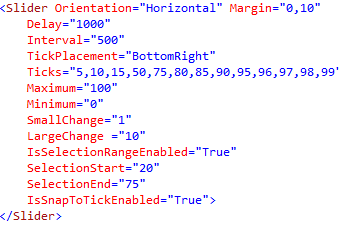 <Slider Orientation="Horizontal" Margin="0,10"
Delay="1000"
Interval="500"
TickPlacement="BottomRight"
Ticks="5,10,15,50,75,80,85,90,95,96,97,98,99"
Maximum="100"
Minimum="0"
SmallChange="1"
LargeChange ="10"
IsSelectionRangeEnabled="True"
SelectionStart="20"
SelectionEnd="75"
IsSnapToTickEnabled="True">
</Slider>